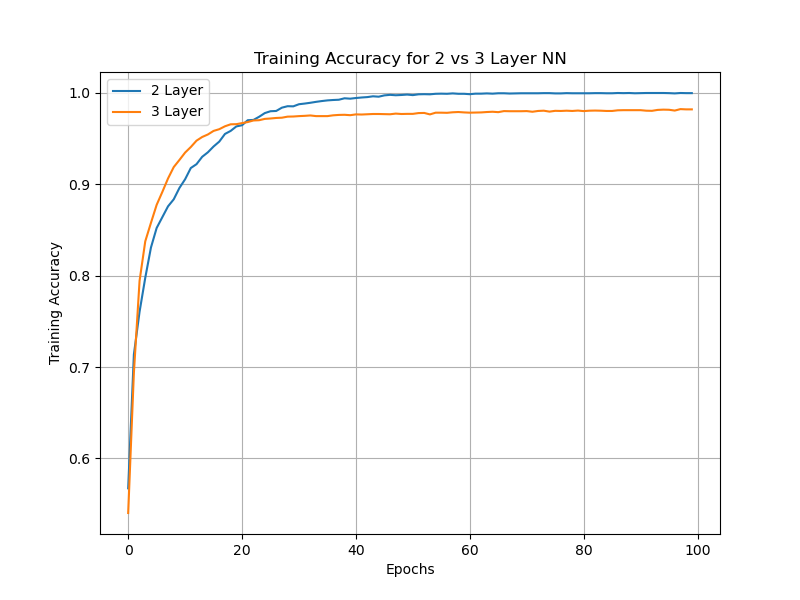 Training Accuracy for 2 vs 3 Layer NN
2 Layer
3 Layer
1.0
0.9
0.8
0.7
0.6
Training Accuracy
0 20 40 60 80 100
Epochs